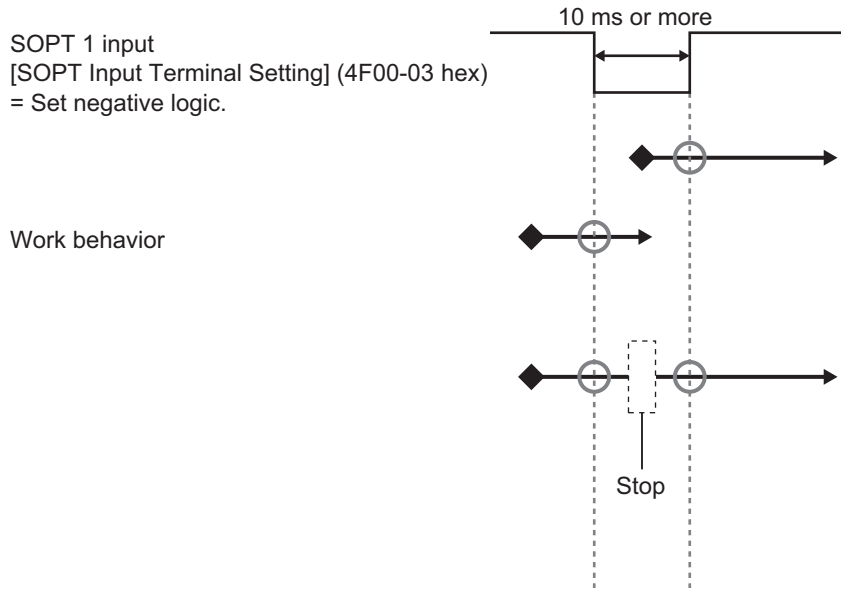 10 ms or more
SOPT 1 input
[SOPT Input Terminal Setting] (4F00-03 hex)
= Set negative logic.
Work behavior
Stop